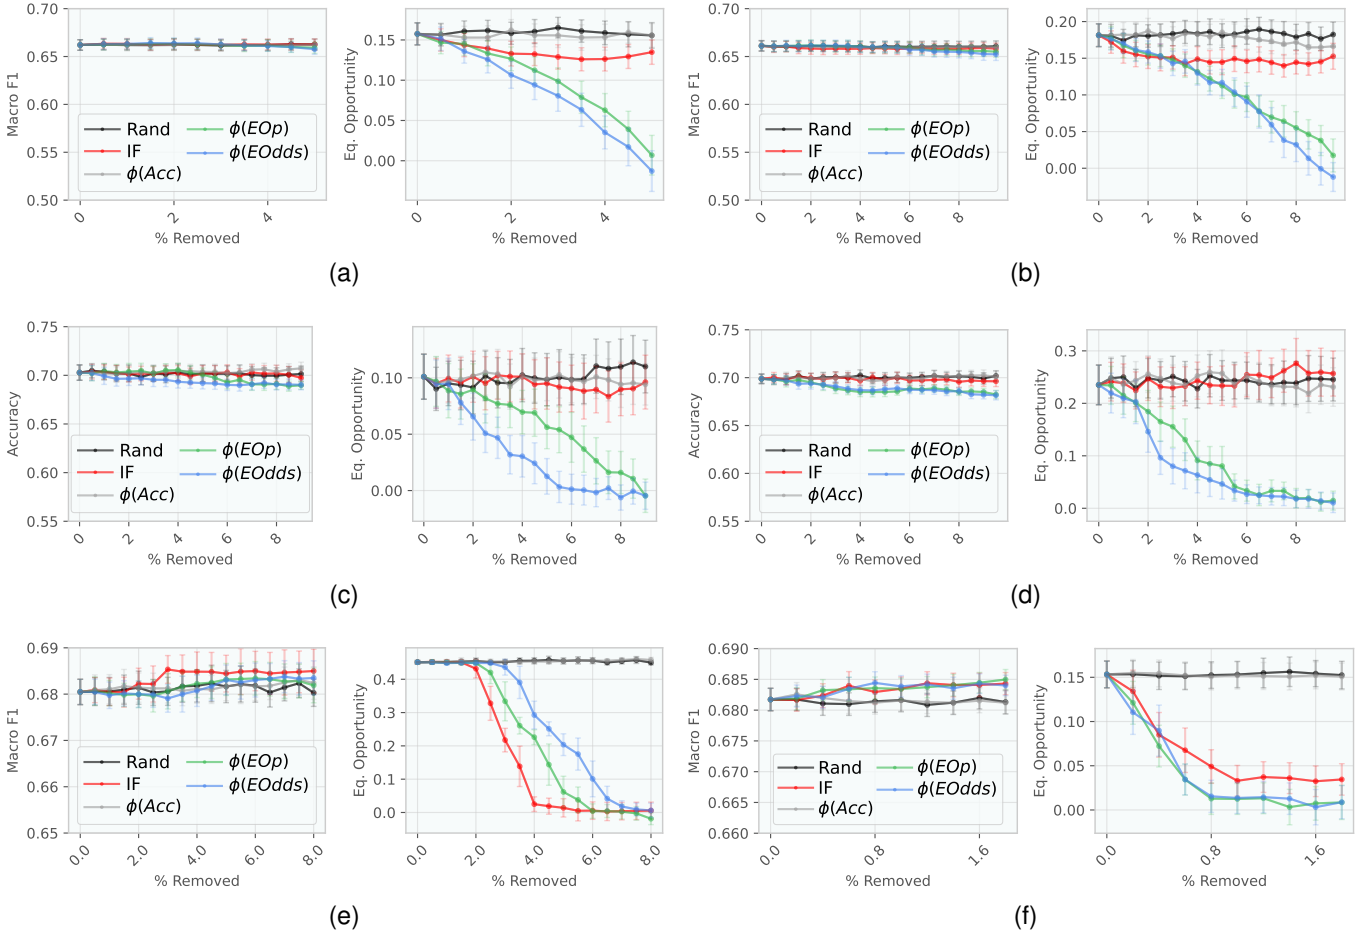 0.70
0.65
0.60
0.55
0.50
Macro F1
Rand
IF
ϕ(Acc)
ϕ(EOp)
ϕ(EOdds)
0 2 4
% Removed
0.15
0.10
0.05
0.00
Eq. Opportunity
0 2 4
% Removed
(a)
0.70
0.65
0.60
0.55
0.50
Macro F1
Rand
IF
ϕ(Acc)
ϕ(EOp)
ϕ(EOdds)
0 2 4 6 8
% Removed
0.20
0.15
0.10
0.05
0.00
Eq. Opportunity
0 2 4 6 8
% Removed
(b)
0.75
0.70
0.65
0.60
0.55
Accuracy
Rand
IF
ϕ(Acc)
ϕ(EOp)
ϕ(EOdds)
0 2 4 6 8
% Removed
0.10
0.05
0.00
Eq. Opportunity
0 2 4 6 8
% Removed
(c)
0.75
0.70
0.65
0.60
0.55
Accuracy
Rand
IF
ϕ(Acc)
ϕ(EOp)
ϕ(EOdds)
0 2 4 6 8
% Removed
0.3
0.2
0.1
0.0
Eq. Opportunity
0 2 4 6 8
% Removed
(d)
0.69
0.68
0.67
0.66
0.65
Macro F1
Rand
IF
ϕ(Acc)
ϕ(EOp)
ϕ(EOdds)
0.0 2.0 4.0 6.0 8.0
% Removed
0.4
0.3
0.2
0.1
0.0
Eq. Opportunity
0.0 2.0 4.0 6.0 8.0
% Removed
(e)
0.690
0.685
0.680
0.675
0.670
0.665
0.660
Macro F1
Rand
IF
ϕ(Acc)
ϕ(EOp)
ϕ(EOdds)
0.0 0.8 1.6
% Removed
0.15
0.10
0.05
0.00
Eq. Opportunity
0.0 0.8 1.6
% Removed
(f)